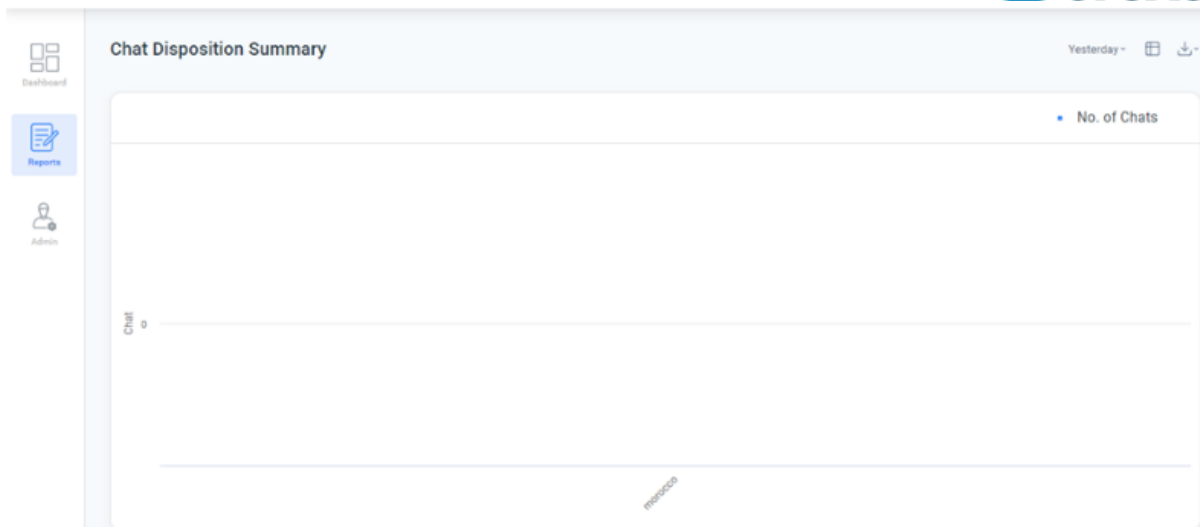 Chat Disposition Summary
Yesterday
Dashboard
No. of Chats
Reports
Admin
Chat
0
morocco